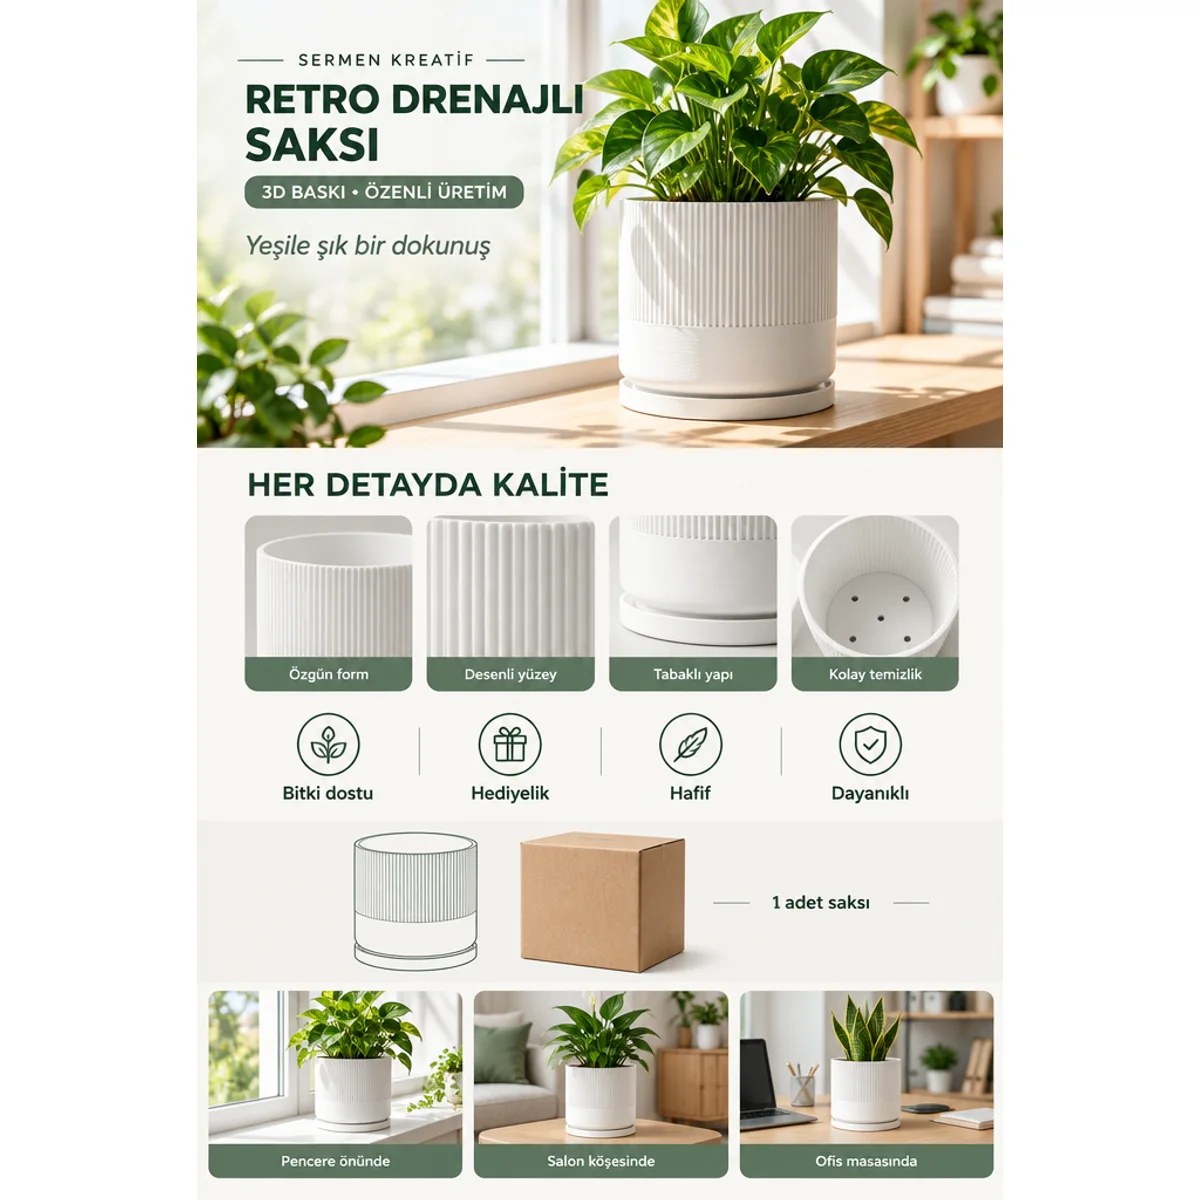 SERMEN KREATİF
RETRO DRENAJLI
SAKSI
3D BASKI • ÖZENLİ ÜRETİM
Yeşile şık bir dokunuş
HER DETAYDA KALİTE
Özgün form
Desenli yüzey
Tabaklı yapı
Kolay temizlik
Bitki dostu
Hediyelik
Hafif
Dayanıklı
1 adet saksı
Pencere önünde
Salon köşesinde
Ofis masasında